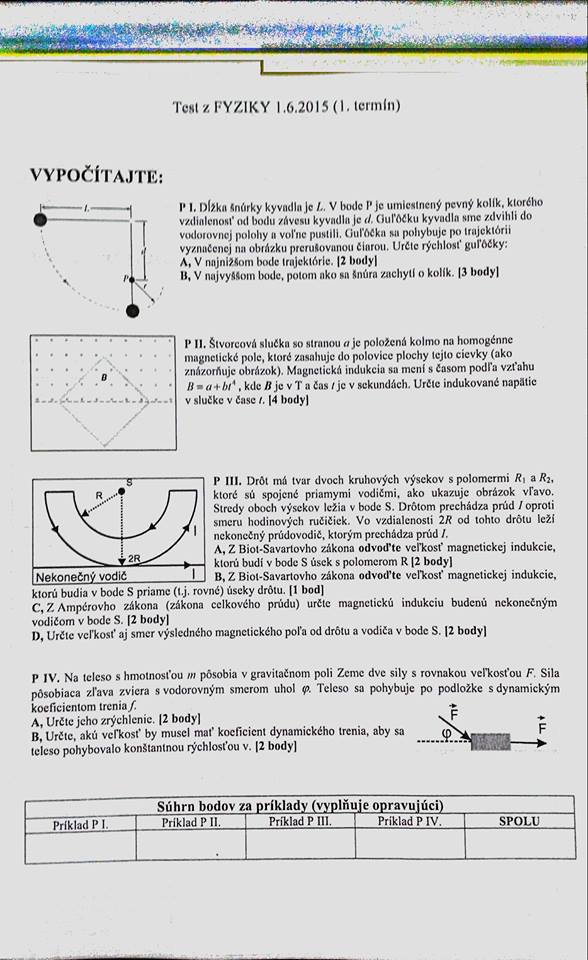 Test z FYZIKY 1.6.2015 (1. termín)
VYPOČÍTAJTE:
L
d
P
P I. Dĺžka šnúrky kyvadla je L. V bode P je umiestnený pevný kolík, ktorého
vzdialenosť od bodu závesu kyvadla je d. Guľôčku kyvadla sme zdvihli do
vodorovnej polohy a voľne pustili. Guľôčka sa pohybuje po trajektórii
vyznačenej na obrázku prerušovanou čiarou. Určte rýchlosť guľôčky:
A, V najnižšom bode trajektórie. [2 body]
B, V najvyššom bode, potom ako sa šnúra zachytí o kolík. [3 body]
B
P II. Štvorcová slučka so stranou a je položená kolmo na homogénne
magnetické pole, ktoré zasahuje do polovice plochy tejto cievky (ako
znázorňuje obrázok). Magnetická indukcia sa mení s časom podľa vzťahu
B = a + bt⁴, kde B je v T a čas t je v sekundách. Určte indukované napätie
v slučke v čase t. [4 body]
S
R
I
2R
Nekonečný vodič
I
P III. Drôt má tvar dvoch kruhových výsekov s polomermi R₁ a R₂,
ktoré sú spojené priamymi vodičmi, ako ukazuje obrázok vľavo.
Stredy oboch výsekov ležia v bode S. Drôtom prechádza prúd I oproti
smeru hodinových ručičiek. Vo vzdialenosti 2R od tohto drôtu leží
nekonečný prúdovodič, ktorým prechádza prúd I.
A, Z Biot-Savartovho zákona odvoďte veľkosť magnetickej indukcie,
ktorú budí v bode S úsek s polomerom R [2 body]
B, Z Biot-Savartovho zákona odvoďte veľkosť magnetickej indukcie,
ktorú budia v bode S priame (t.j. rovné) úseky drôtu. [1 bod]
C, Z Ampérovho zákona (zákona celkového prúdu) určte magnetickú indukciu budenú nekonečným
vodičom v bode S. [2 body]
D, Určte veľkosť aj smer výsledného magnetického poľa od drôtu a vodiča v bode S. [2 body]
P IV. Na teleso s hmotnosťou m pôsobia v gravitačnom poli Zeme dve sily s rovnakou veľkosťou F. Sila
pôsobiaca zľava zviera s vodorovným smerom uhol φ. Teleso sa pohybuje po podložke s dynamickým
koeficientom trenia f.
A, Určte jeho zrýchlenie. [2 body]
B, Určte, akú veľkosť by musel mať koeficient dynamického trenia, aby sa
teleso pohybovalo konštantnou rýchlosťou v. [2 body]
F
φ
F
Súhrn bodov za príklady (vyplňuje opravujúci)
Príklad P I. Príklad P II. Príklad P III. Príklad P IV. SPOLU